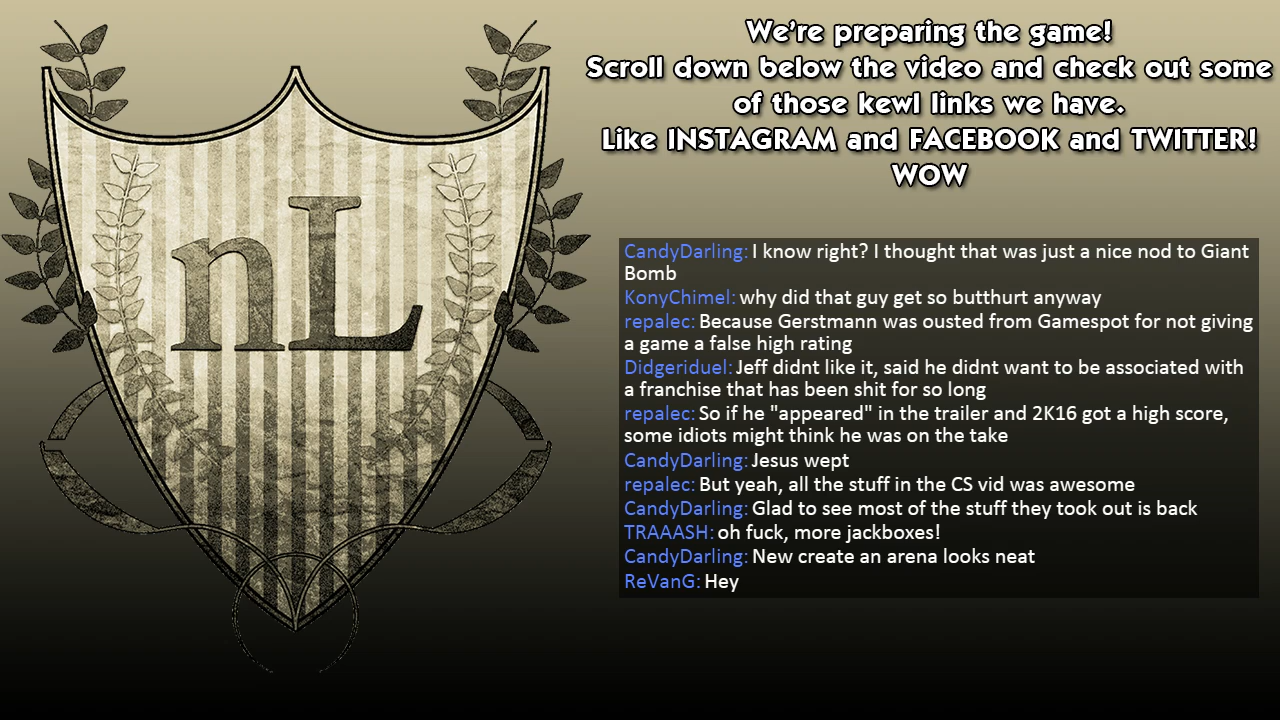 We're preparing the game!
Scroll down below the video and check out some
of those kewl links we have.
Like INSTAGRAM and FACEBOOK and TWITTER!
WOW
nL
CandyDarling: I know right? I thought that was just a nice nod to Giant
Bomb
KonyChimel: why did that guy get so butthurt anyway
repalec: Because Gerstmann was ousted from Gamespot for not giving
a game a false high rating
Didgeriduel: Jeff didnt like it, said he didnt want to be associated with
a franchise that has been shit for so long
repalec: So if he "appeared" in the trailer and 2K16 got a high score,
some idiots might think he was on the take
CandyDarling: Jesus wept
repalec: But yeah, all the stuff in the CS vid was awesome
CandyDarling: Glad to see most of the stuff they took out is back
TRAAASH: oh fuck, more jackboxes!
CandyDarling: New create an arena looks neat
ReVanG: Hey